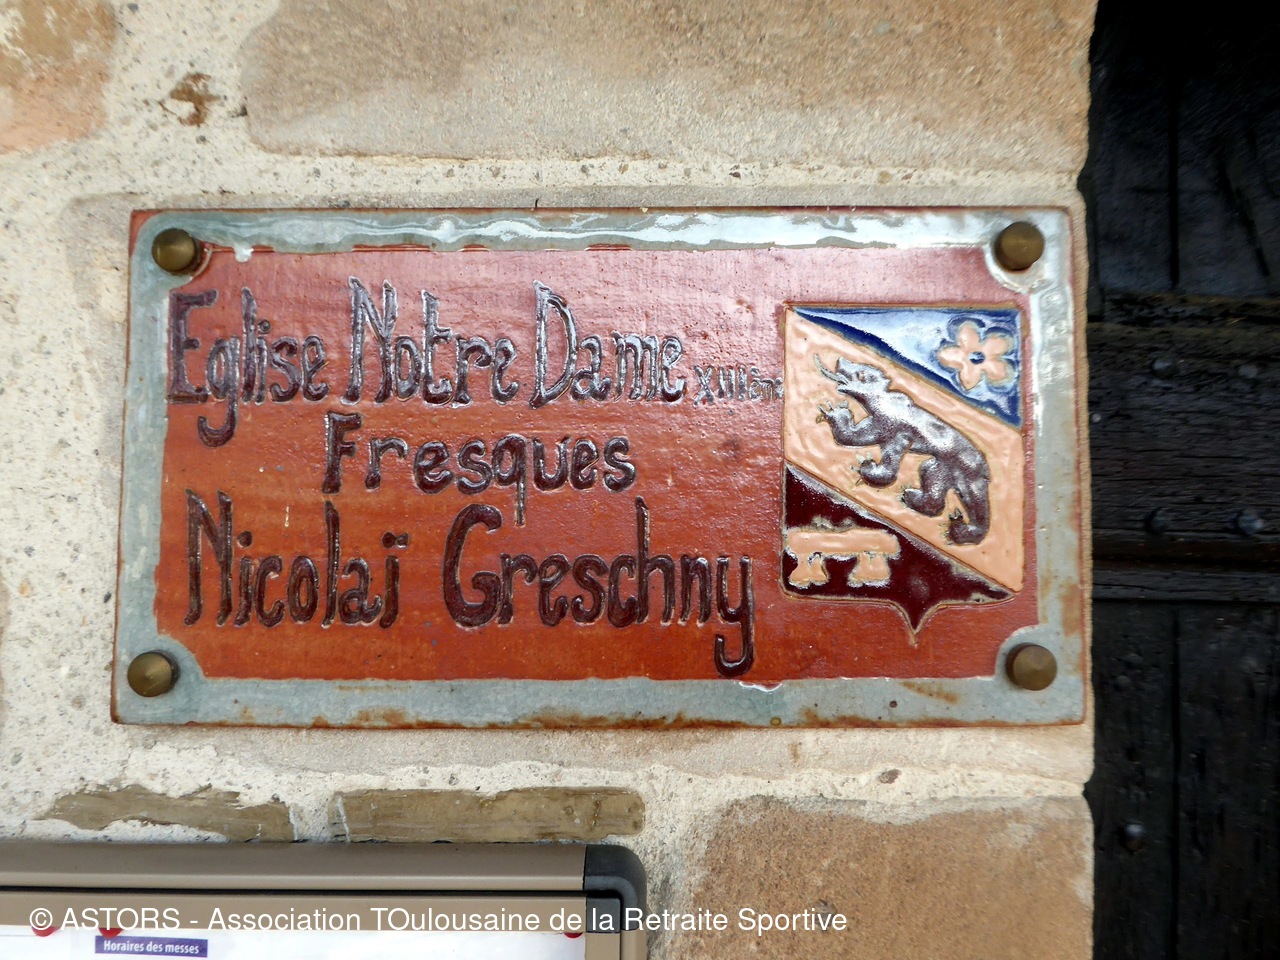 Eglise Notre Dame XIIIème
Fresques
Nicolaï Greschny
Horaires des messes
© ASTORS - Association TOulousaine de la Retraite Sportive